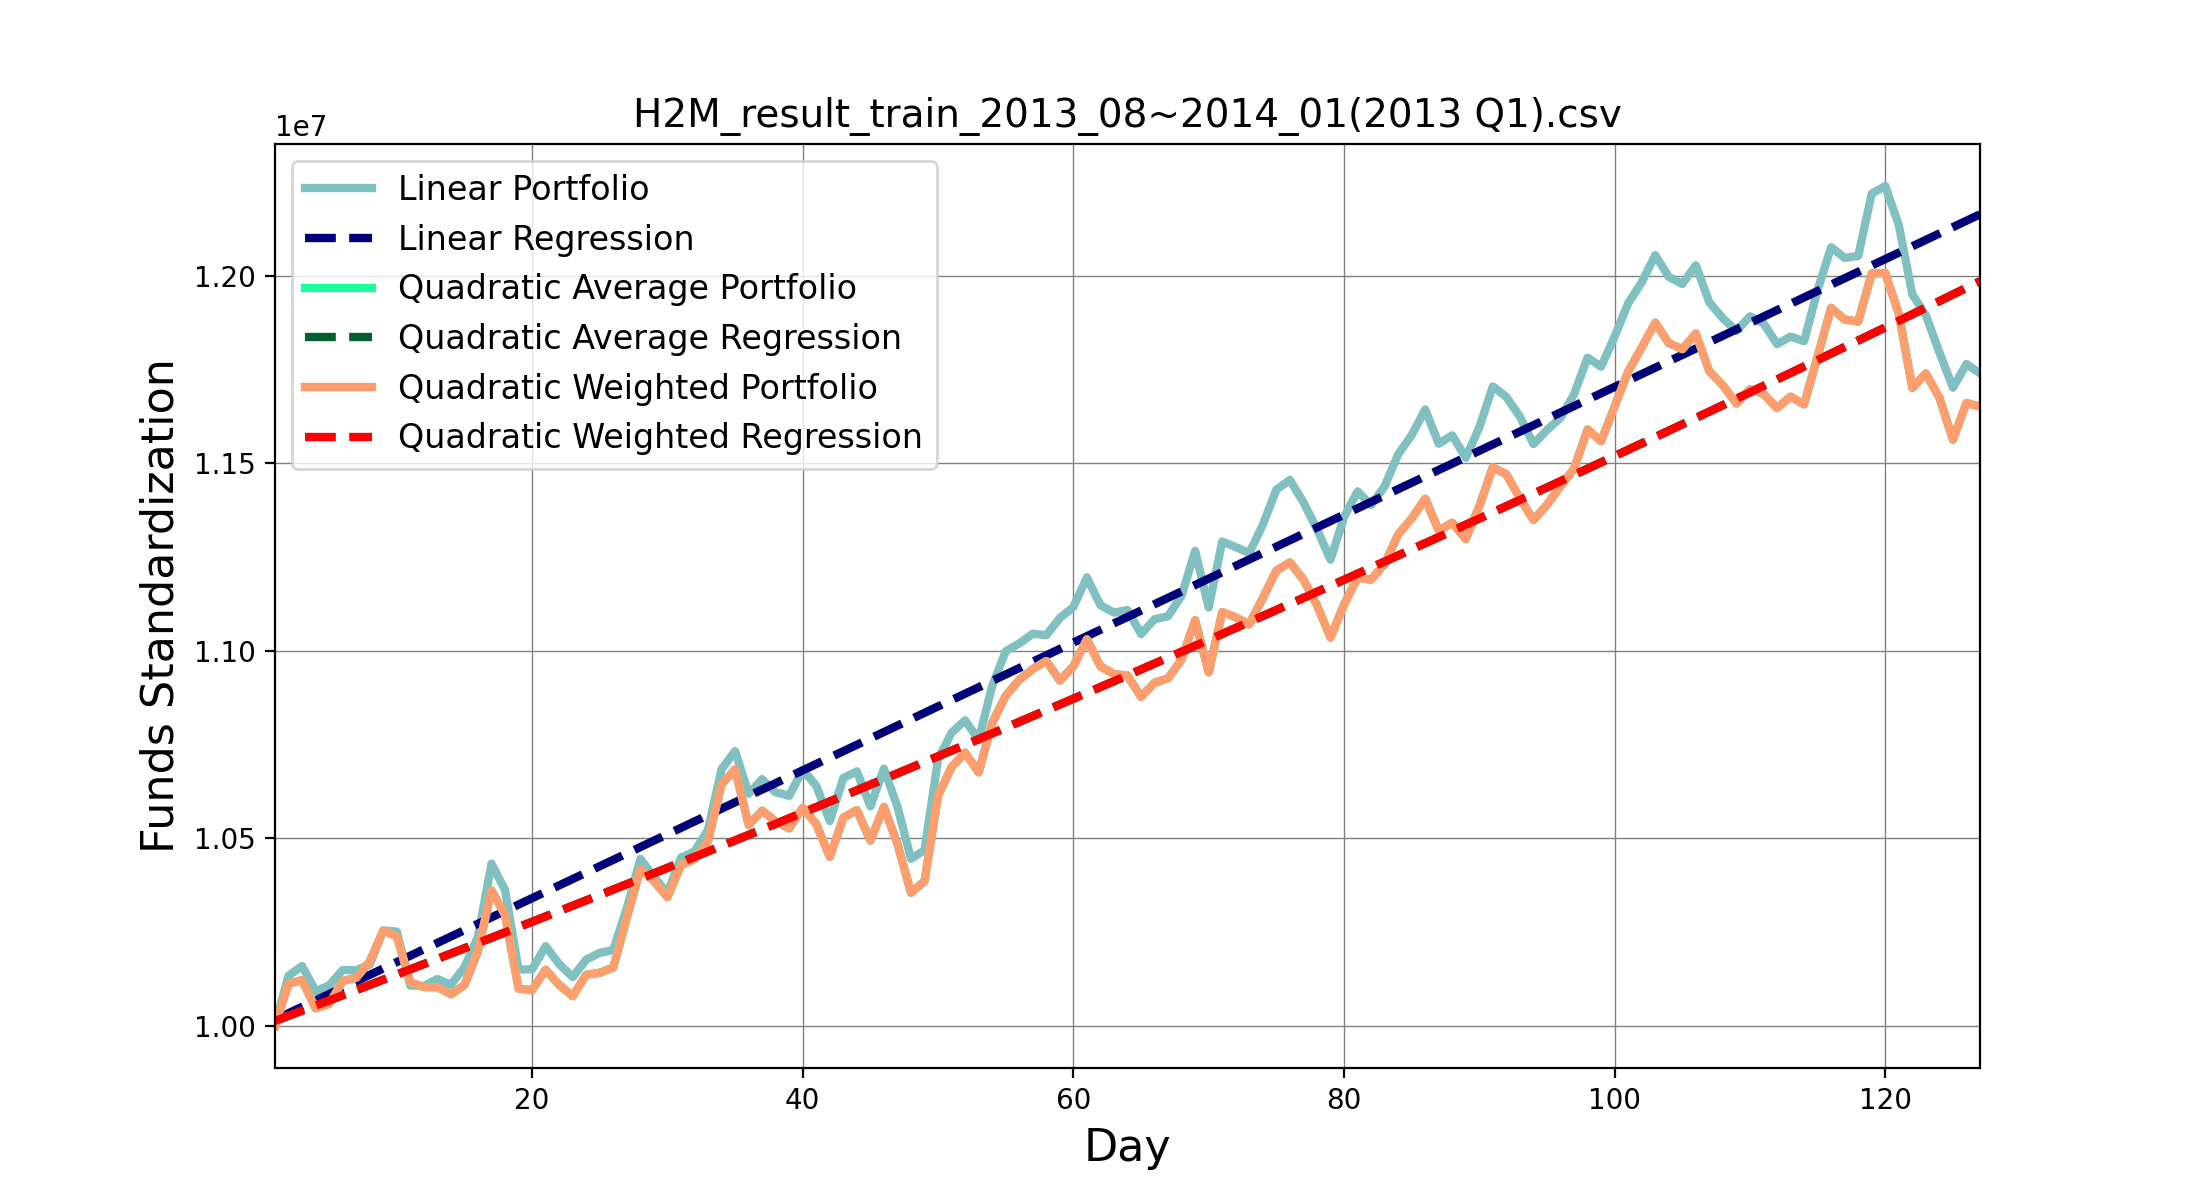 H2M_result_train_2013_08~2014_01(2013 Q1).csv
1e7
Linear Portfolio
Linear Regression
Quadratic Average Portfolio
Quadratic Average Regression
Quadratic Weighted Portfolio
Quadratic Weighted Regression
Funds Standardization
1.20
1.15
1.10
1.05
1.00
20 40 60 80 100 120
Day